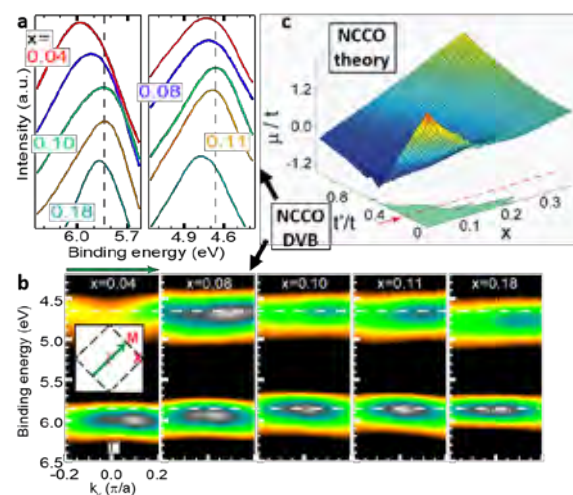 a
x=
0.04
0.10
0.18
0.08
0.11
Intensity (a.u.)
6.0
5.7
4.9
4.6
Binding energy (eV)
c
NCCO
theory
μ / t
1.2
0.0
-1.2
0.8
0.4
0
t'/t
0.1
0.2
0.3
x
NCCO
DVB
b
x=0.04
x=0.08
x=0.10
x=0.11
x=0.18
Binding energy (eV)
4.5
5.0
5.5
6.0
6.5
M
-0.2
0.0
0.2